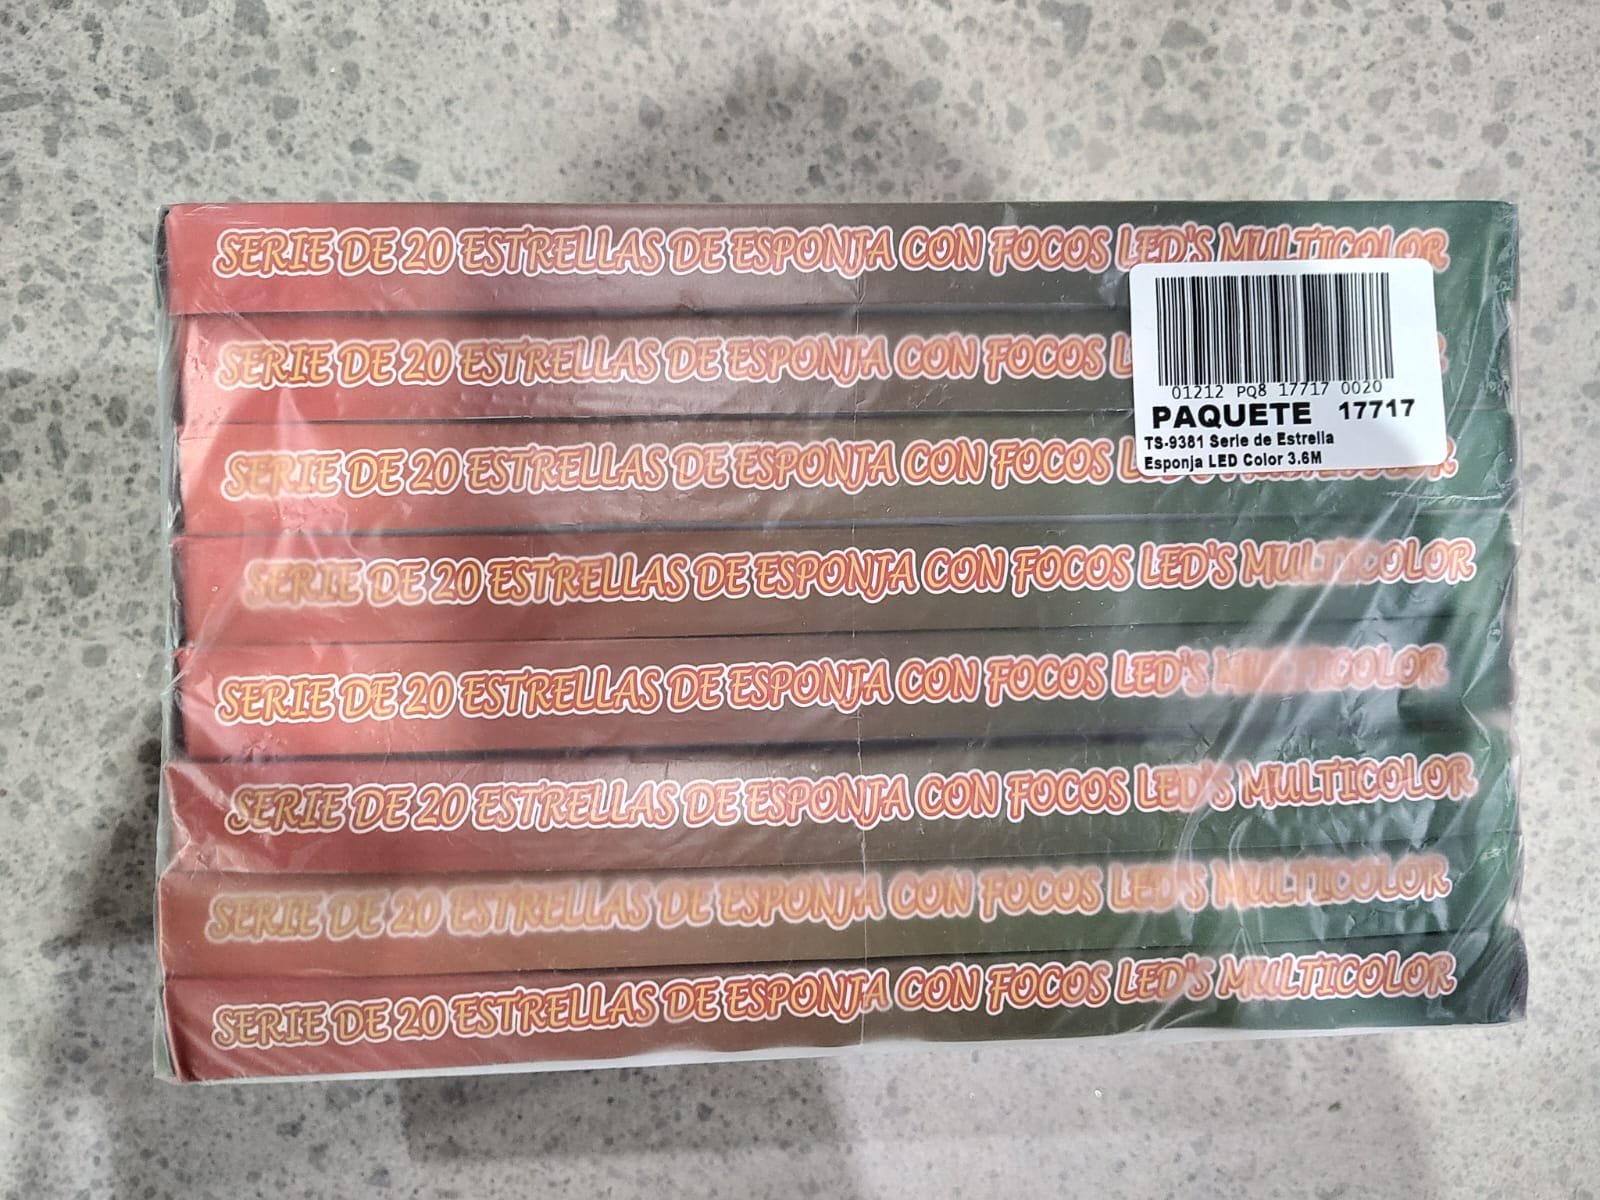 SERIE DE 20 ESTRELLAS DE ESPONJA CON FOCOS LED'S MULTICOLOR
SERIE DE 20 ESTRELLAS DE ESPONJA CON FOCOS
SERIE DE 20 ESTRELLAS DE ESPONJA CON FOCOS
01212 PQ8 17717 0020
PAQUETE 17717
TS-9381 Serie de Estrella
Esponja LED Color 3.6M
SERIE DE 20 ESTRELLAS DE ESPONJA CON FOCOS LED'S MULTICOLOR
SERIE DE 20 ESTRELLAS DE ESPONJA CON FOCOS LED'S MULTICOLOR
SERIE DE 20 ESTRELLAS DE ESPONJA CON FOCOS LED'S MULTICOLOR
SERIE DE 20 ESTRELLAS DE ESPONJA CON FOCOS LED'S MULTICOLOR
SERIE DE 20 ESTRELLAS DE ESPONJA CON FOCOS LED'S MULTICOLOR